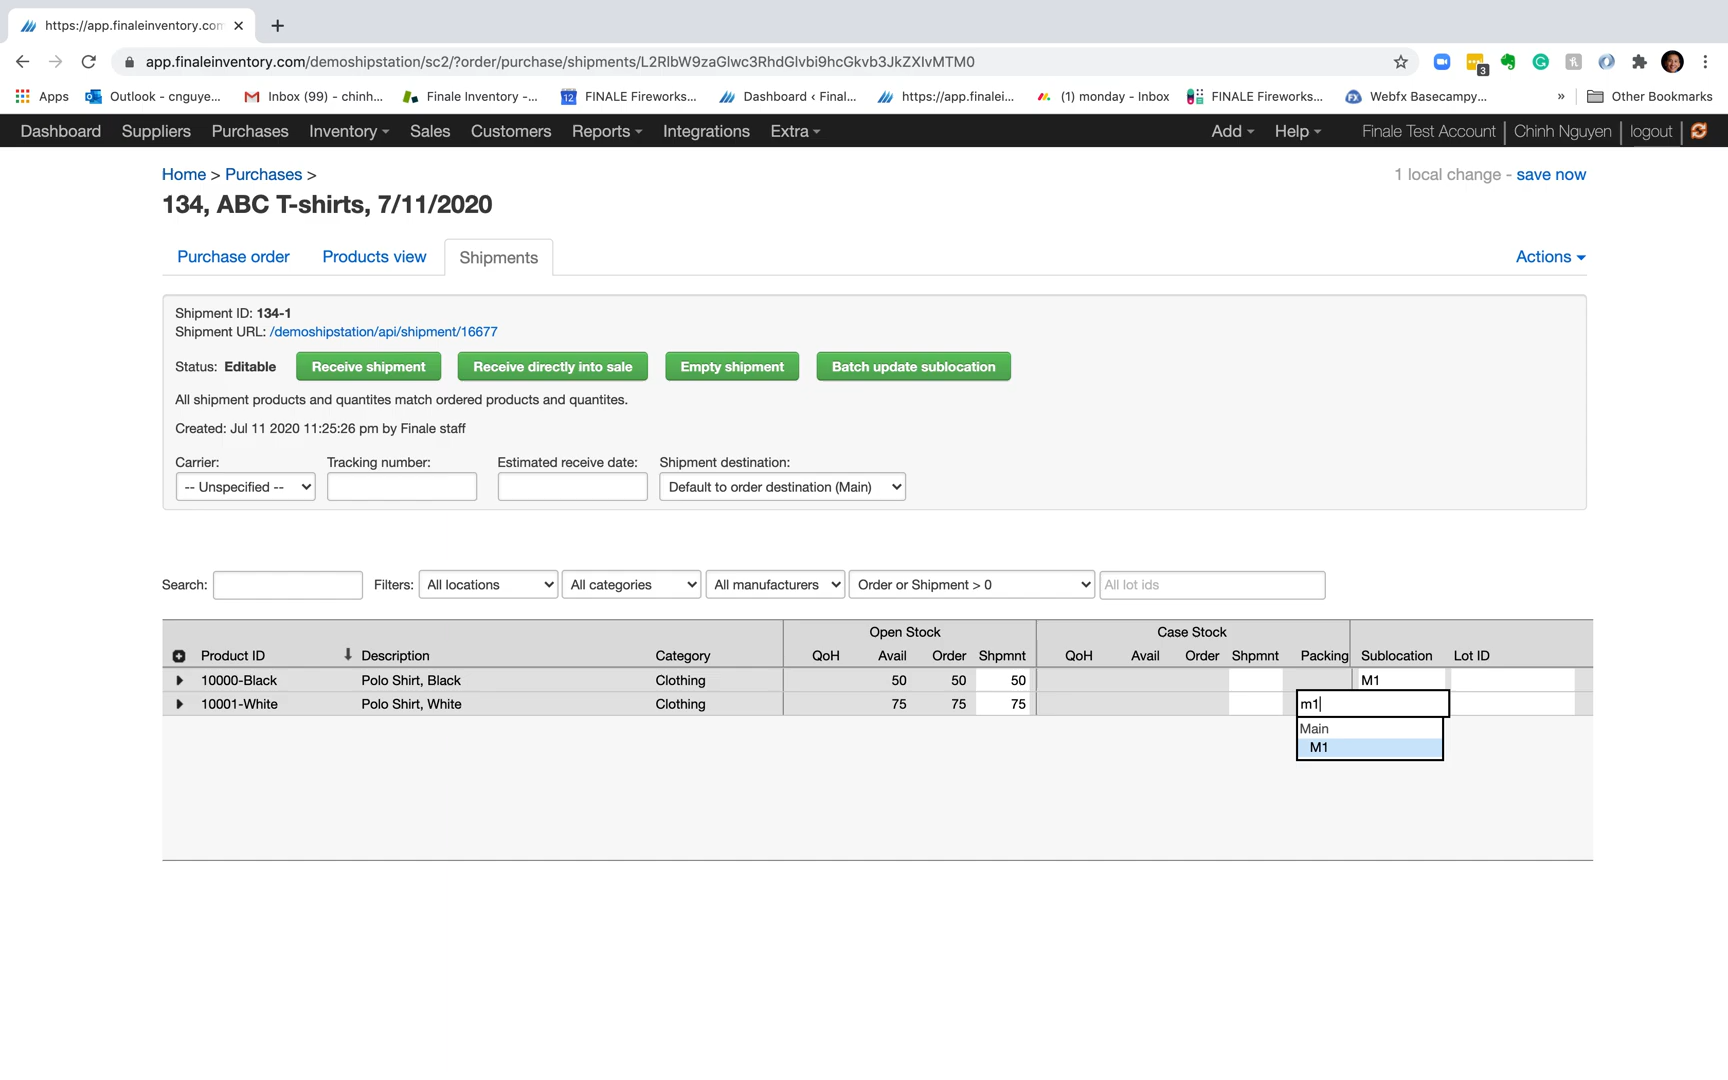 https://app.finaleinventory.com
app.finaleinventory.com/demoshipstation/sc2/?order/purchase/shipments/L2RlbW9zaGlwc3RhdGlvbi9hcGkvb3JkZXIvMTM0
3
Apps
Outlook - cnguye...
Inbox (99) - chinh...
Finale Inventory -...
12
FINALE Fireworks...
Dashboard < Final...
https://app.finalei...
(1) monday - Inbox
FINALE Fireworks...
FX
Webfx Basecampy...
»
Other Bookmarks
Dashboard Suppliers Purchases Inventory Sales Customers Reports Integrations Extra Add Help Finale Test Account | Chinh Nguyen | logout |
Home > Purchases >
1 local change - save now
134, ABC T-shirts, 7/11/2020
Purchase order Products view Shipments Actions
Shipment ID: 134-1
Shipment URL: /demoshipstation/api/shipment/16677
Status: Editable Receive shipment Receive directly into sale Empty shipment Batch update sublocation
All shipment products and quantites match ordered products and quantites.
Created: Jul 11 2020 11:25:26 pm by Finale staff
Carrier: Tracking number: Estimated receive date: Shipment destination:
-- Unspecified -- Default to order destination (Main)
Search: Filters: All locations All categories All manufacturers Order or Shipment > 0 All lot ids
Open Stock Case Stock
Product ID Description Category QoH Avail Order Shpmnt QoH Avail Order Shpmnt Packing Sublocation Lot ID
10000-Black Polo Shirt, Black Clothing 50 50 50 M1
10001-White Polo Shirt, White Clothing 75 75 75 m1
Main
M1